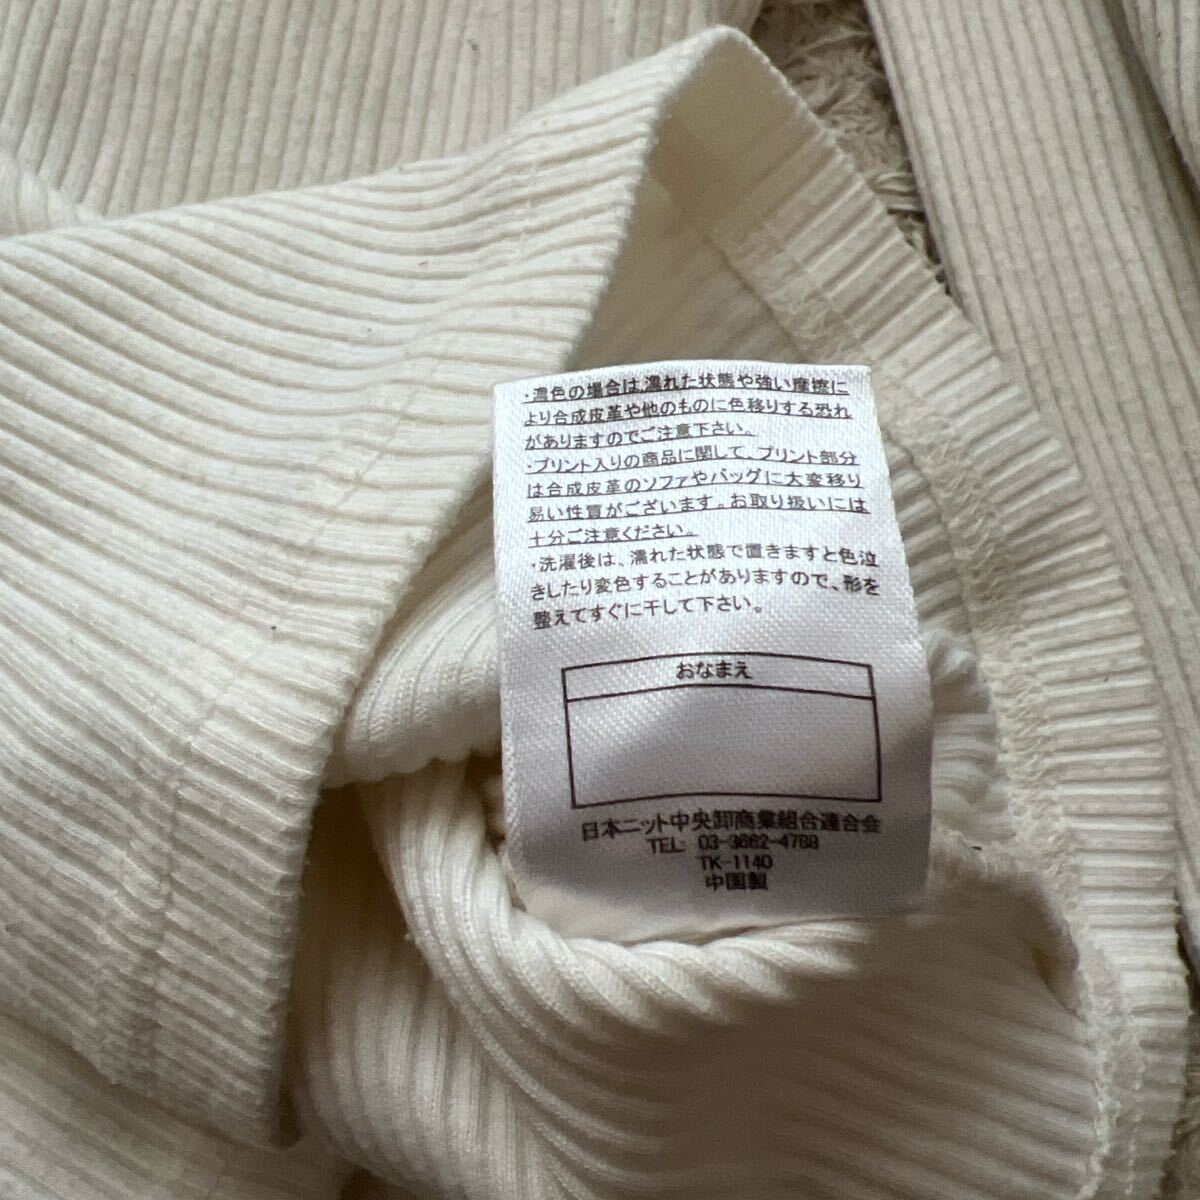 ・濃色の場合は、濡れた状態や強い摩擦に
より合成皮革や他のものに色移りする恐れ
がありますのでご注意下さい。
・プリント入りの商品に関して、プリント部分
は合成皮革のソファやバッグに大変移り
易い性質がございます。お取り扱いには
十分ご注意ください。
・洗濯後は、濡れた状態で置きますと色泣
きしたり変色することがありますので、形を
整えてすぐに干して下さい。
おなまえ
日本ニット中央卸商業組合連合会
TEL: 03-3662-4789
TK-1140
中国製